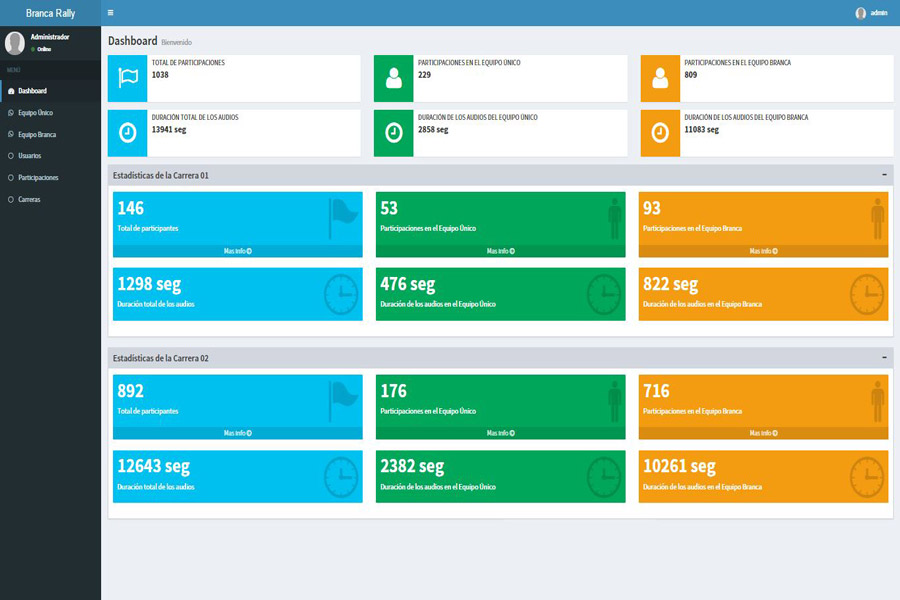 Branca Rally
admin
Administrador
Online
MENÚ
Dashboard
Equipo Único
Equipo Branca
Usuarios
Participaciones
Carreras
Dashboard Bienvenido
TOTAL DE PARTICIPACIONES
1038
PARTICIPACIONES EN EL EQUIPO ÚNICO
229
PARTICIPACIONES EN EL EQUIPO BRANCA
809
DURACIÓN TOTAL DE LOS AUDIOS
13941 seg
DURACIÓN DE LOS AUDIOS DEL EQUIPO ÚNICO
2858 seg
DURACIÓN DE LOS AUDIOS DEL EQUIPO BRANCA
11083 seg
Estadísticas de la Carrera 01
146
Total de participantes
Mas info
53
Participaciones en el Equipo Único
Mas info
93
Participaciones en el Equipo Branca
Mas info
1298 seg
Duración total de los audios
476 seg
Duración de los audios en el Equipo Único
822 seg
Duración de los audios en el Equipo Branca
Estadísticas de la Carrera 02
892
Total de participantes
Mas info
176
Participaciones en el Equipo Único
Mas info
716
Participaciones en el Equipo Branca
Mas info
12643 seg
Duración total de los audios
2382 seg
Duración de los audios en el Equipo Único
10261 seg
Duración de los audios en el Equipo Branca